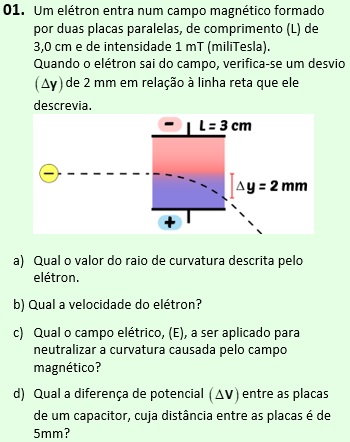 01. Um elétron entra num campo magnético formado
por duas placas paralelas, de comprimento (L) de
3,0 cm e de intensidade 1 mT (miliTesla).
Quando o elétron sai do campo, verifica-se um desvio
(Δy) de 2 mm em relação à linha reta que ele
descrevia.
- L = 3 cm
-
Δy = 2 mm
+
a) Qual o valor do raio de curvatura descrita pelo
elétron.
b) Qual a velocidade do elétron?
c) Qual o campo elétrico, (E), a ser aplicado para
neutralizar a curvatura causada pelo campo
magnético?
d) Qual a diferença de potencial (ΔV) entre as placas
de um capacitor, cuja distância entre as placas é de
5mm?